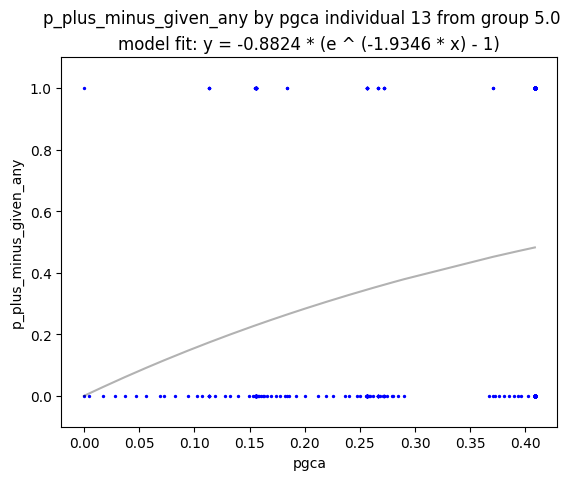 p_plus_minus_given_any by pgca individual 13 from group 5.0
model fit: y = -0.8824 * (e ^ (-1.9346 * x) - 1)
1.0
0.8
0.6
0.4
0.2
0.0
p_plus_minus_given_any
0.00 0.05 0.10 0.15 0.20 0.25 0.30 0.35 0.40
pgca